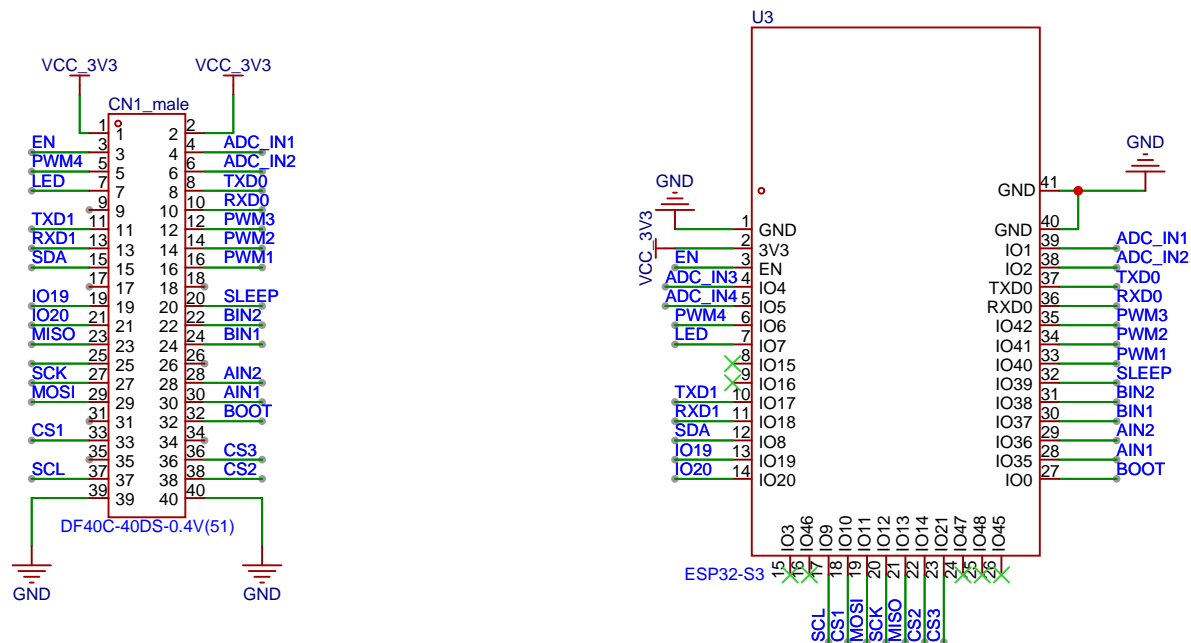 VCC_3V3 VCC_3V3
CN1_male
1 1 2 2
EN 3 3 4 4 ADC_IN1
PWM4 5 5 6 6 ADC_IN2
LED 7 7 8 8 TXD0
9 9 10 10 RXD0
TXD1 11 11 12 12 PWM3
RXD1 13 13 14 14 PWM2
SDA 15 15 16 16 PWM1
17 17 18 18
IO19 19 19 20 20 SLEEP
IO20 21 21 22 22 BIN2
MISO 23 23 24 24 BIN1
25 25 26 26
SCK 27 27 28 28 AIN2
MOSI 29 29 30 30 AIN1
31 31 32 32 BOOT
CS1 33 33 34 34
35 35 36 36 CS3
SCL 37 37 38 38 CS2
39 39 40 40
DF40C-40DS-0.4V(51)
GND GND
U3
GND
GND
GND 41
1 GND GND 40
VCC_3V3 2 3V3 IO1 39 ADC_IN1
EN 3 EN IO2 38 ADC_IN2
ADC_IN3 4 IO4 TXD0 37 TXD0
ADC_IN4 5 IO5 RXD0 36 RXD0
PWM4 6 IO6 IO42 35 PWM3
LED 7 IO7 IO41 34 PWM2
8 IO15 IO40 33 PWM1
9 IO16 IO39 32 SLEEP
TXD1 10 IO17 IO38 31 BIN2
RXD1 11 IO18 IO37 30 BIN1
SDA 12 IO8 IO36 29 AIN2
IO19 13 IO19 IO35 28 AIN1
IO20 14 IO20 IO0 27 BOOT
IO3 IO46 IO9 IO10 IO11 IO12 IO13 IO14 IO21 IO47 IO48 IO45
ESP32-S3
15 16 17 18 19 20 21 22 23 24 25 26
SCL CS1 MOSI SCK MISO CS2 CS3